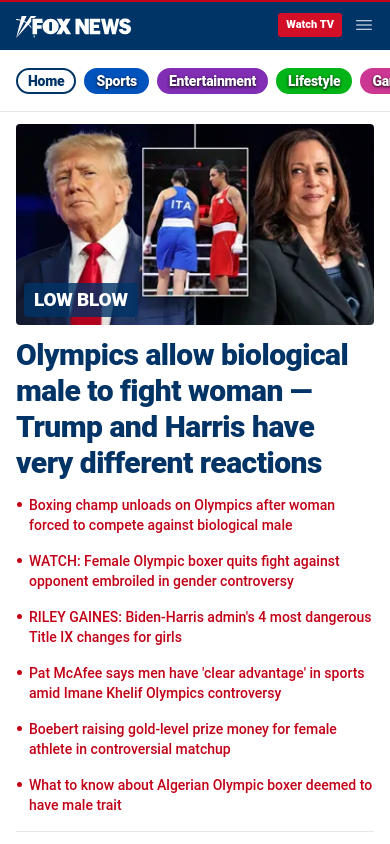 FOX NEWS
Watch TV
Home
Sports
Entertainment
Lifestyle
Ga
ITA
LOW BLOW
Olympics allow biological
male to fight woman —
Trump and Harris have
very different reactions
• Boxing champ unloads on Olympics after woman
forced to compete against biological male
• WATCH: Female Olympic boxer quits fight against
opponent embroiled in gender controversy
• RILEY GAINES: Biden-Harris admin's 4 most dangerous
Title IX changes for girls
• Pat McAfee says men have 'clear advantage' in sports
amid Imane Khelif Olympics controversy
• Boebert raising gold-level prize money for female
athlete in controversial matchup
• What to know about Algerian Olympic boxer deemed to
have male trait